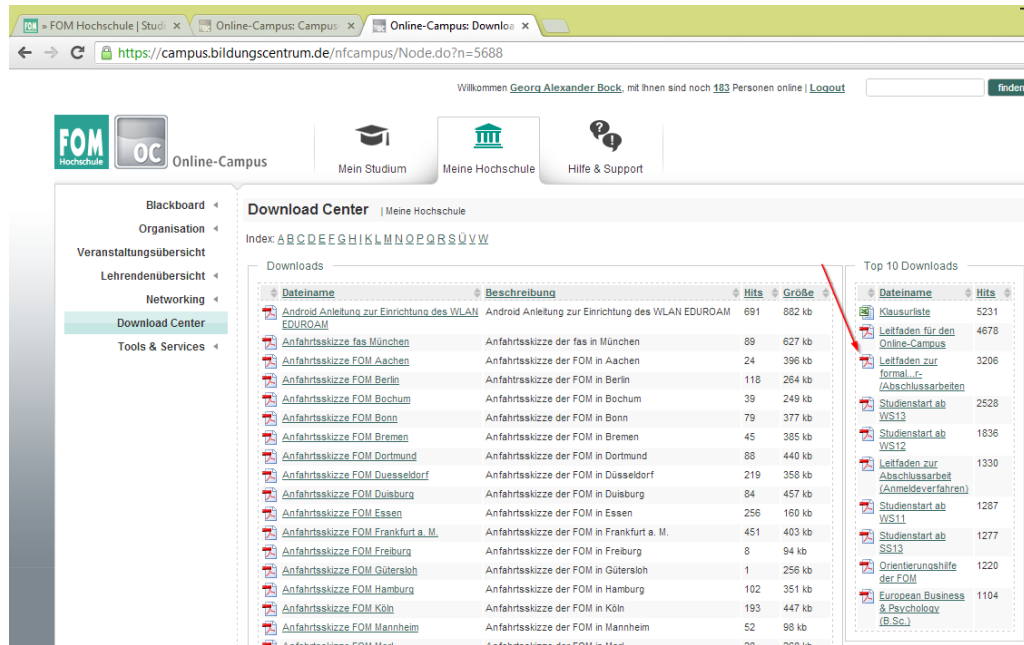 » FOM Hochschule | Studi
Online-Campus: Campus
Online-Campus: Downloa
https://campus.bildungscentrum.de/nfcampus/Node.do?n=5688
Willkommen Georg Alexander Bock, mit Ihnen sind noch 183 Personen online | Logout
finden
FOM Hochschule
OC Online-Campus
Mein Studium
Meine Hochschule
Hilfe & Support
Blackboard
Organisation
Veranstaltungsübersicht
Lehrendenübersicht
Networking
Download Center
Tools & Services
Download Center | Meine Hochschule
Index: A B C D E F G H I K L M N O P Q R S Ü V W
Downloads
Dateiname Beschreibung Hits Größe
Android Anleitung zur Einrichtung des WLAN EDUROAM Android Anleitung zur Einrichtung des WLAN EDUROAM 691 882 kb
Anfahrtsskizze fas München Anfahrtsskizze der fas in München 89 627 kb
Anfahrtsskizze FOM Aachen Anfahrtsskizze der FOM in Aachen 24 396 kb
Anfahrtsskizze FOM Berlin Anfahrtsskizze der FOM in Berlin 118 264 kb
Anfahrtsskizze FOM Bochum Anfahrtsskizze der FOM in Bochum 39 249 kb
Anfahrtsskizze FOM Bonn Anfahrtsskizze der FOM in Bonn 79 377 kb
Anfahrtsskizze FOM Bremen Anfahrtsskizze der FOM in Bremen 45 385 kb
Anfahrtsskizze FOM Dortmund Anfahrtsskizze der FOM in Dortmund 88 440 kb
Anfahrtsskizze FOM Duesseldorf Anfahrtsskizze der FOM in Düsseldorf 219 358 kb
Anfahrtsskizze FOM Duisburg Anfahrtsskizze der FOM in Duisburg 84 457 kb
Anfahrtsskizze FOM Essen Anfahrtsskizze der FOM in Essen 256 160 kb
Anfahrtsskizze FOM Frankfurt a. M. Anfahrtsskizze der FOM in Frankfurt a. M. 451 403 kb
Anfahrtsskizze FOM Freiburg Anfahrtsskizze der FOM in Freiburg 8 94 kb
Anfahrtsskizze FOM Gütersloh Anfahrtsskizze der FOM in Gütersloh 1 256 kb
Anfahrtsskizze FOM Hamburg Anfahrtsskizze der FOM in Hamburg 102 351 kb
Anfahrtsskizze FOM Köln Anfahrtsskizze der FOM in Köln 193 447 kb
Anfahrtsskizze FOM Mannheim Anfahrtsskizze der FOM in Mannheim 52 98 kb
Top 10 Downloads
Dateiname Hits
Klausurliste 5231
Leitfaden für den 4678
Online-Campus
Leitfaden zur 3206
formal...r-
/Abschlussarbeiten
Studienstart ab 2528
WS13
Studienstart ab 1836
WS12
Leitfaden zur 1330
Abschlussarbeit
(Anmeldeverfahren)
Studienstart ab 1287
WS11
Studienstart ab 1277
SS13
Orientierungshilfe 1220
der FOM
European Business 1104
& Psychology
(B.Sc.)